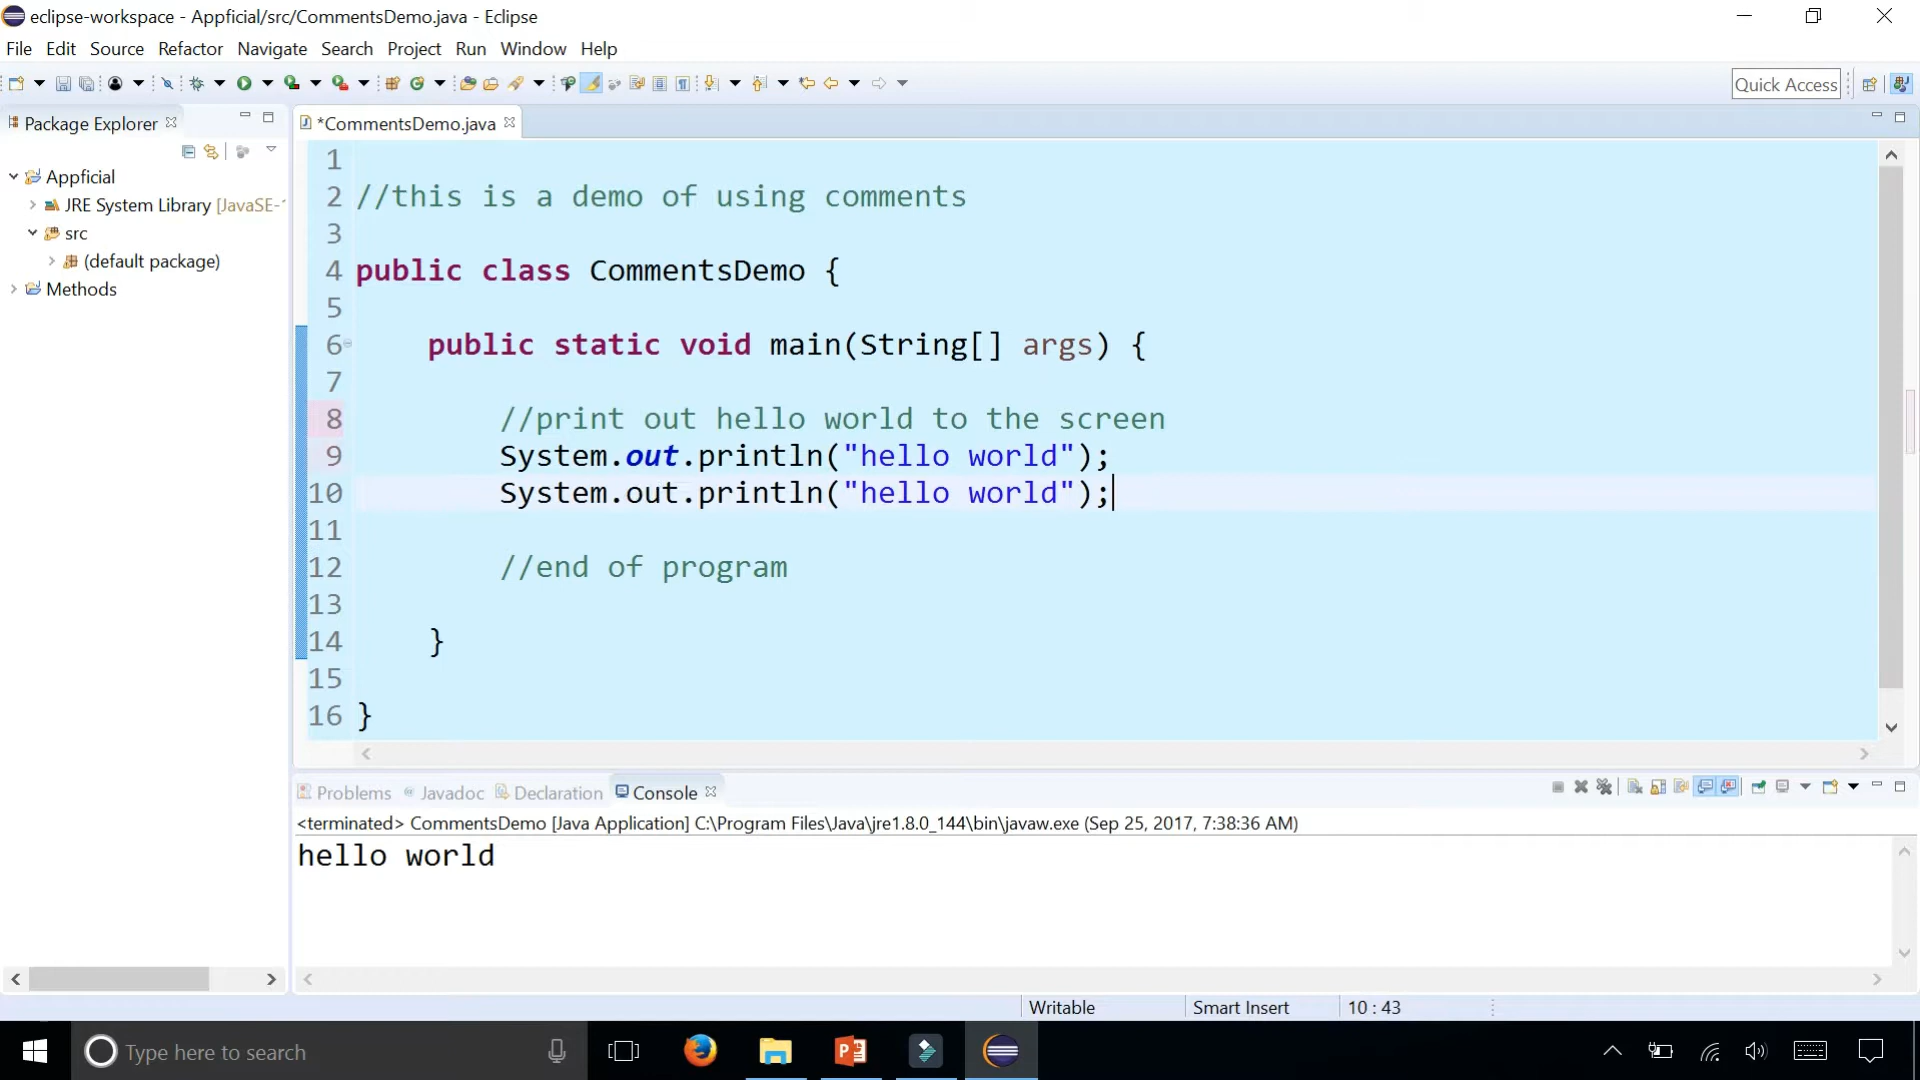 eclipse-workspace - Appficial/src/CommentsDemo.java - Eclipse
File Edit Source Refactor Navigate Search Project Run Window Help
Quick Access
Package Explorer
*CommentsDemo.java
Appficial
JRE System Library [JavaSE-
src
(default package)
Methods
1
2 //this is a demo of using comments
3
4 public class CommentsDemo {
5
6 public static void main(String[] args) {
7
8 //print out hello world to the screen
9 System.out.println("hello world");
10 System.out.println("hello world");
11
12 //end of program
13
14 }
15
16 }
Problems Javadoc Declaration Console
<terminated> CommentsDemo [Java Application] C:\Program Files\Java\jre1.8.0_144\bin\javaw.exe (Sep 25, 2017, 7:38:36 AM)
hello world
Writable Smart Insert 10 : 43
Type here to search